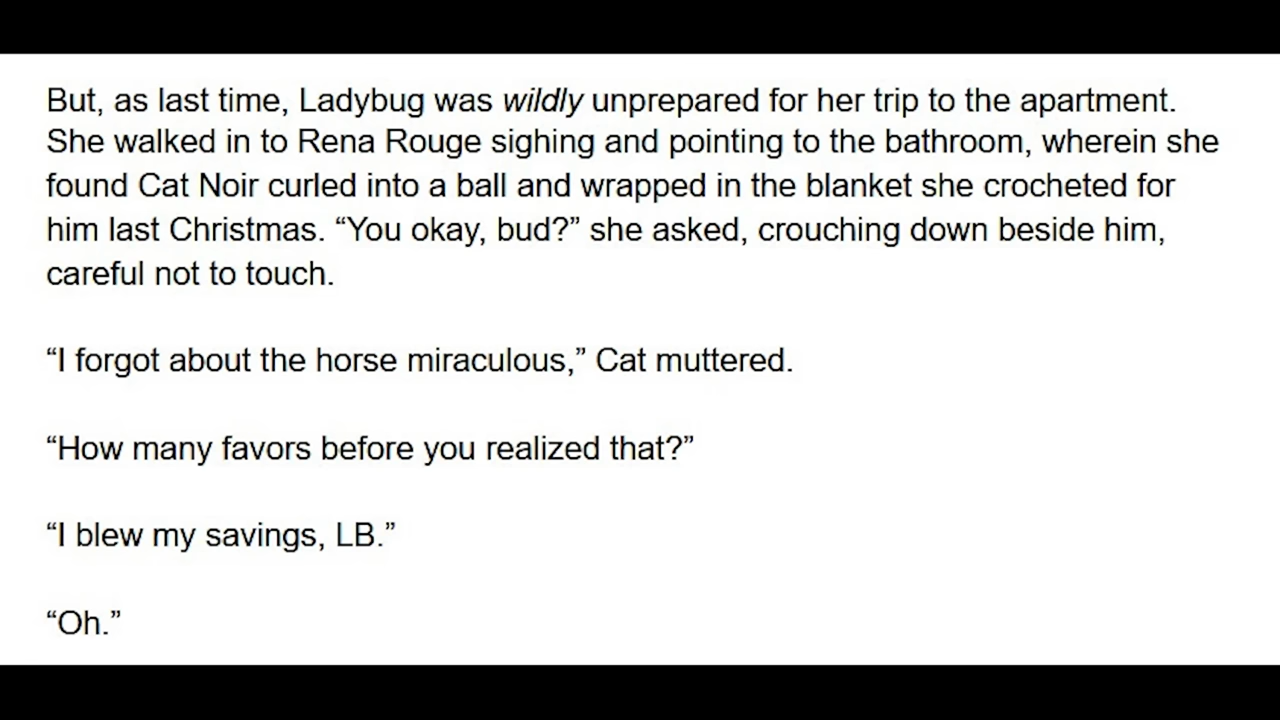 But, as last time, Ladybug was wildly unprepared for her trip to the apartment.
She walked in to Rena Rouge sighing and pointing to the bathroom, wherein she
found Cat Noir curled into a ball and wrapped in the blanket she crocheted for
him last Christmas. “You okay, bud?” she asked, crouching down beside him,
careful not to touch.
“I forgot about the horse miraculous,” Cat muttered.
“How many favors before you realized that?”
“I blew my savings, LB.”
“Oh.”